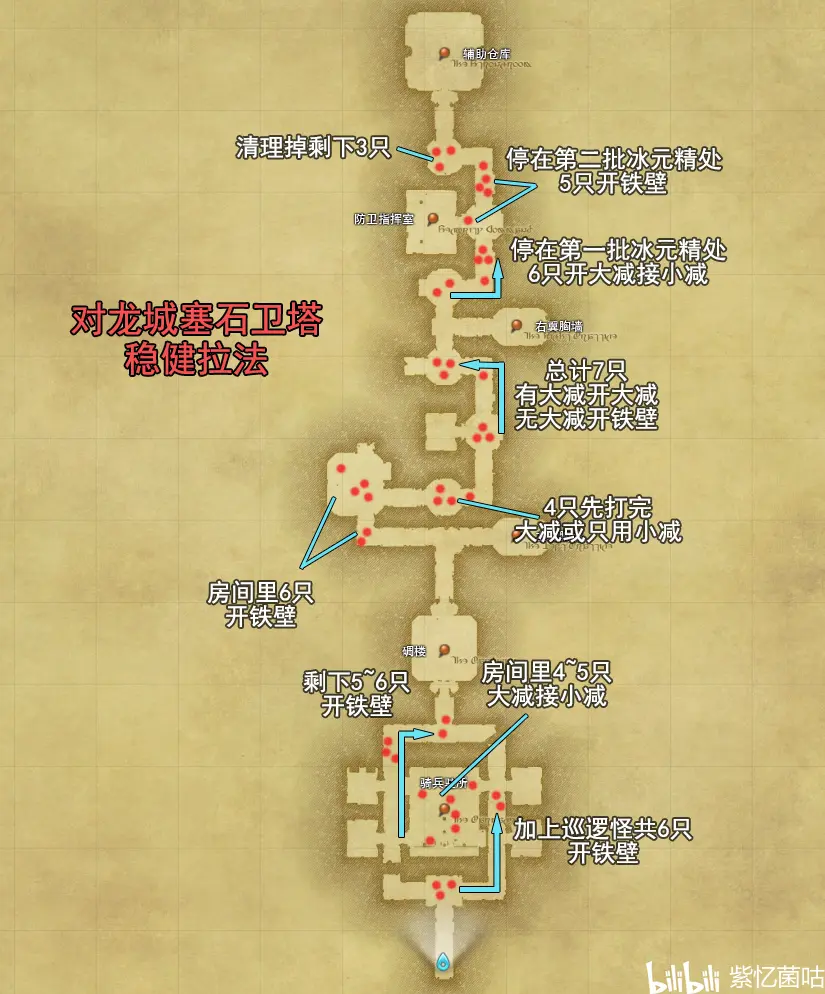 辅助仓库
清理掉剩下3只
停在第二批冰元精处
5只开铁壁
防卫指挥室
停在第一批冰元精处
6只开大减接小减
对龙城塞石卫塔
稳健拉法
右翼胸墙
总计7只
有大减开大减
无大减开铁壁
4只先打完
大减或只用小减
房间里6只
开铁壁
碉楼
剩下5~6只
开铁壁
房间里4~5只
大减接小减
加上巡逻怪共6只
开铁壁
bilibili 紫忆菌咕